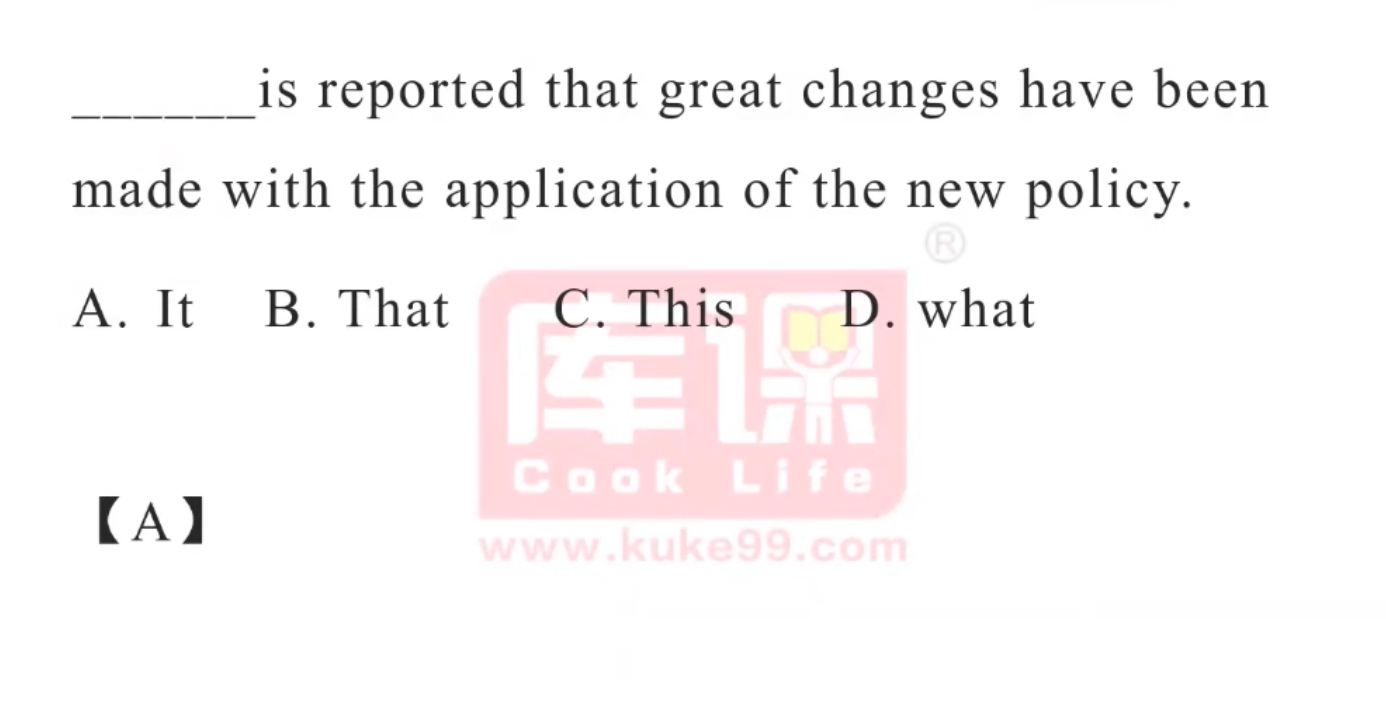 ______is reported that great changes have been
made with the application of the new policy.
®
A. It B. That C. This D. what
库课
Cook Life
【A】
www.kuke99.com